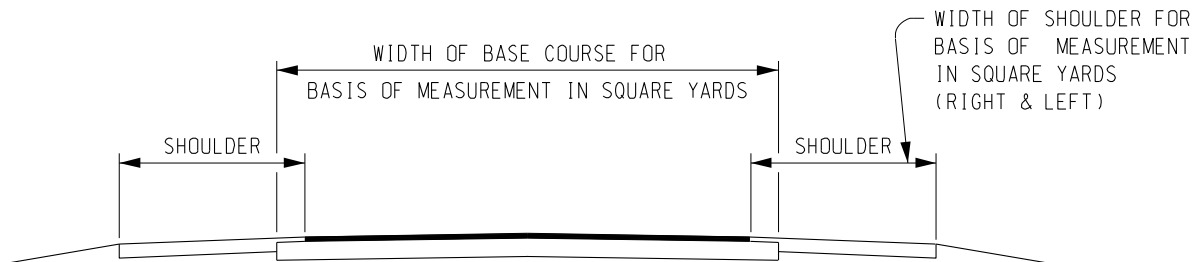 WIDTH OF SHOULDER FOR
BASIS OF MEASUREMENT
IN SQUARE YARDS
(RIGHT & LEFT)
WIDTH OF BASE COURSE FOR
BASIS OF MEASUREMENT IN SQUARE YARDS
SHOULDER
SHOULDER